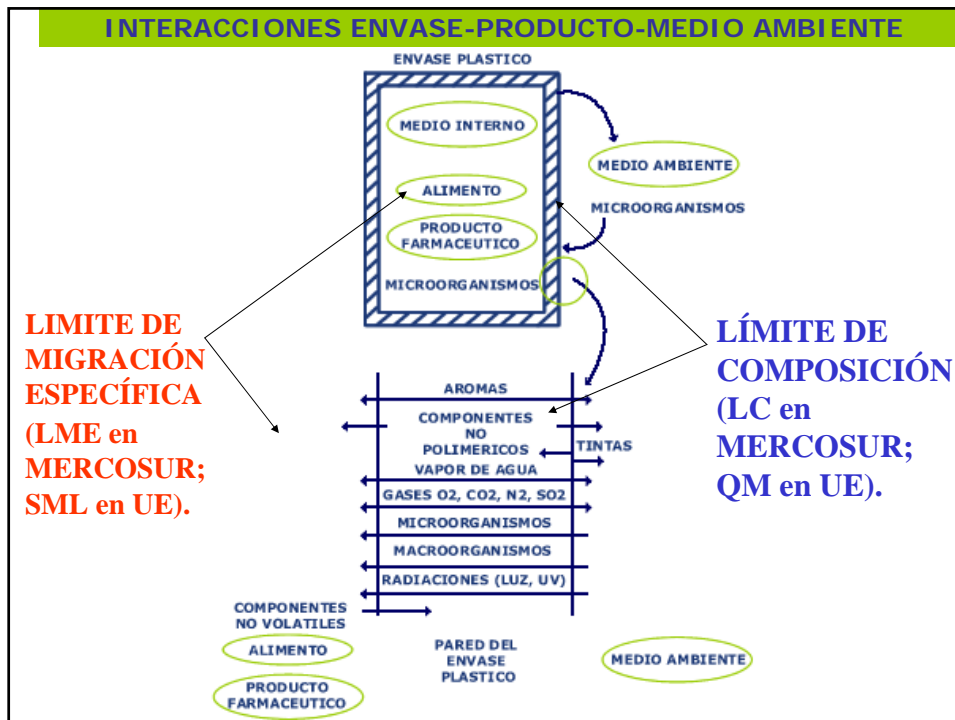 INTERACCIONES ENVASE-PRODUCTO-MEDIO AMBIENTE
ENVASE PLASTICO
MEDIO INTERNO
ALIMENTO
PRODUCTO
FARMACEUTICO
MICROORGANISMOS
MEDIO AMBIENTE
MICROORGANISMOS
LIMITE DE
MIGRACIÓN
ESPECÍFICA
(LME en
MERCOSUR;
SML en UE).
LÍMITE DE
COMPOSICIÓN
(LC en
MERCOSUR;
QM en UE).
AROMAS
COMPONENTES
NO
POLIMERICOS
TINTAS
VAPOR DE AGUA
GASES O2, CO2, N2, SO2
MICROORGANISMOS
MACROORGANISMOS
RADIACIONES (LUZ, UV)
COMPONENTES
NO VOLATILES
ALIMENTO
PRODUCTO
FARMACEUTICO
PARED DEL
ENVASE
PLASTICO
MEDIO AMBIENTE